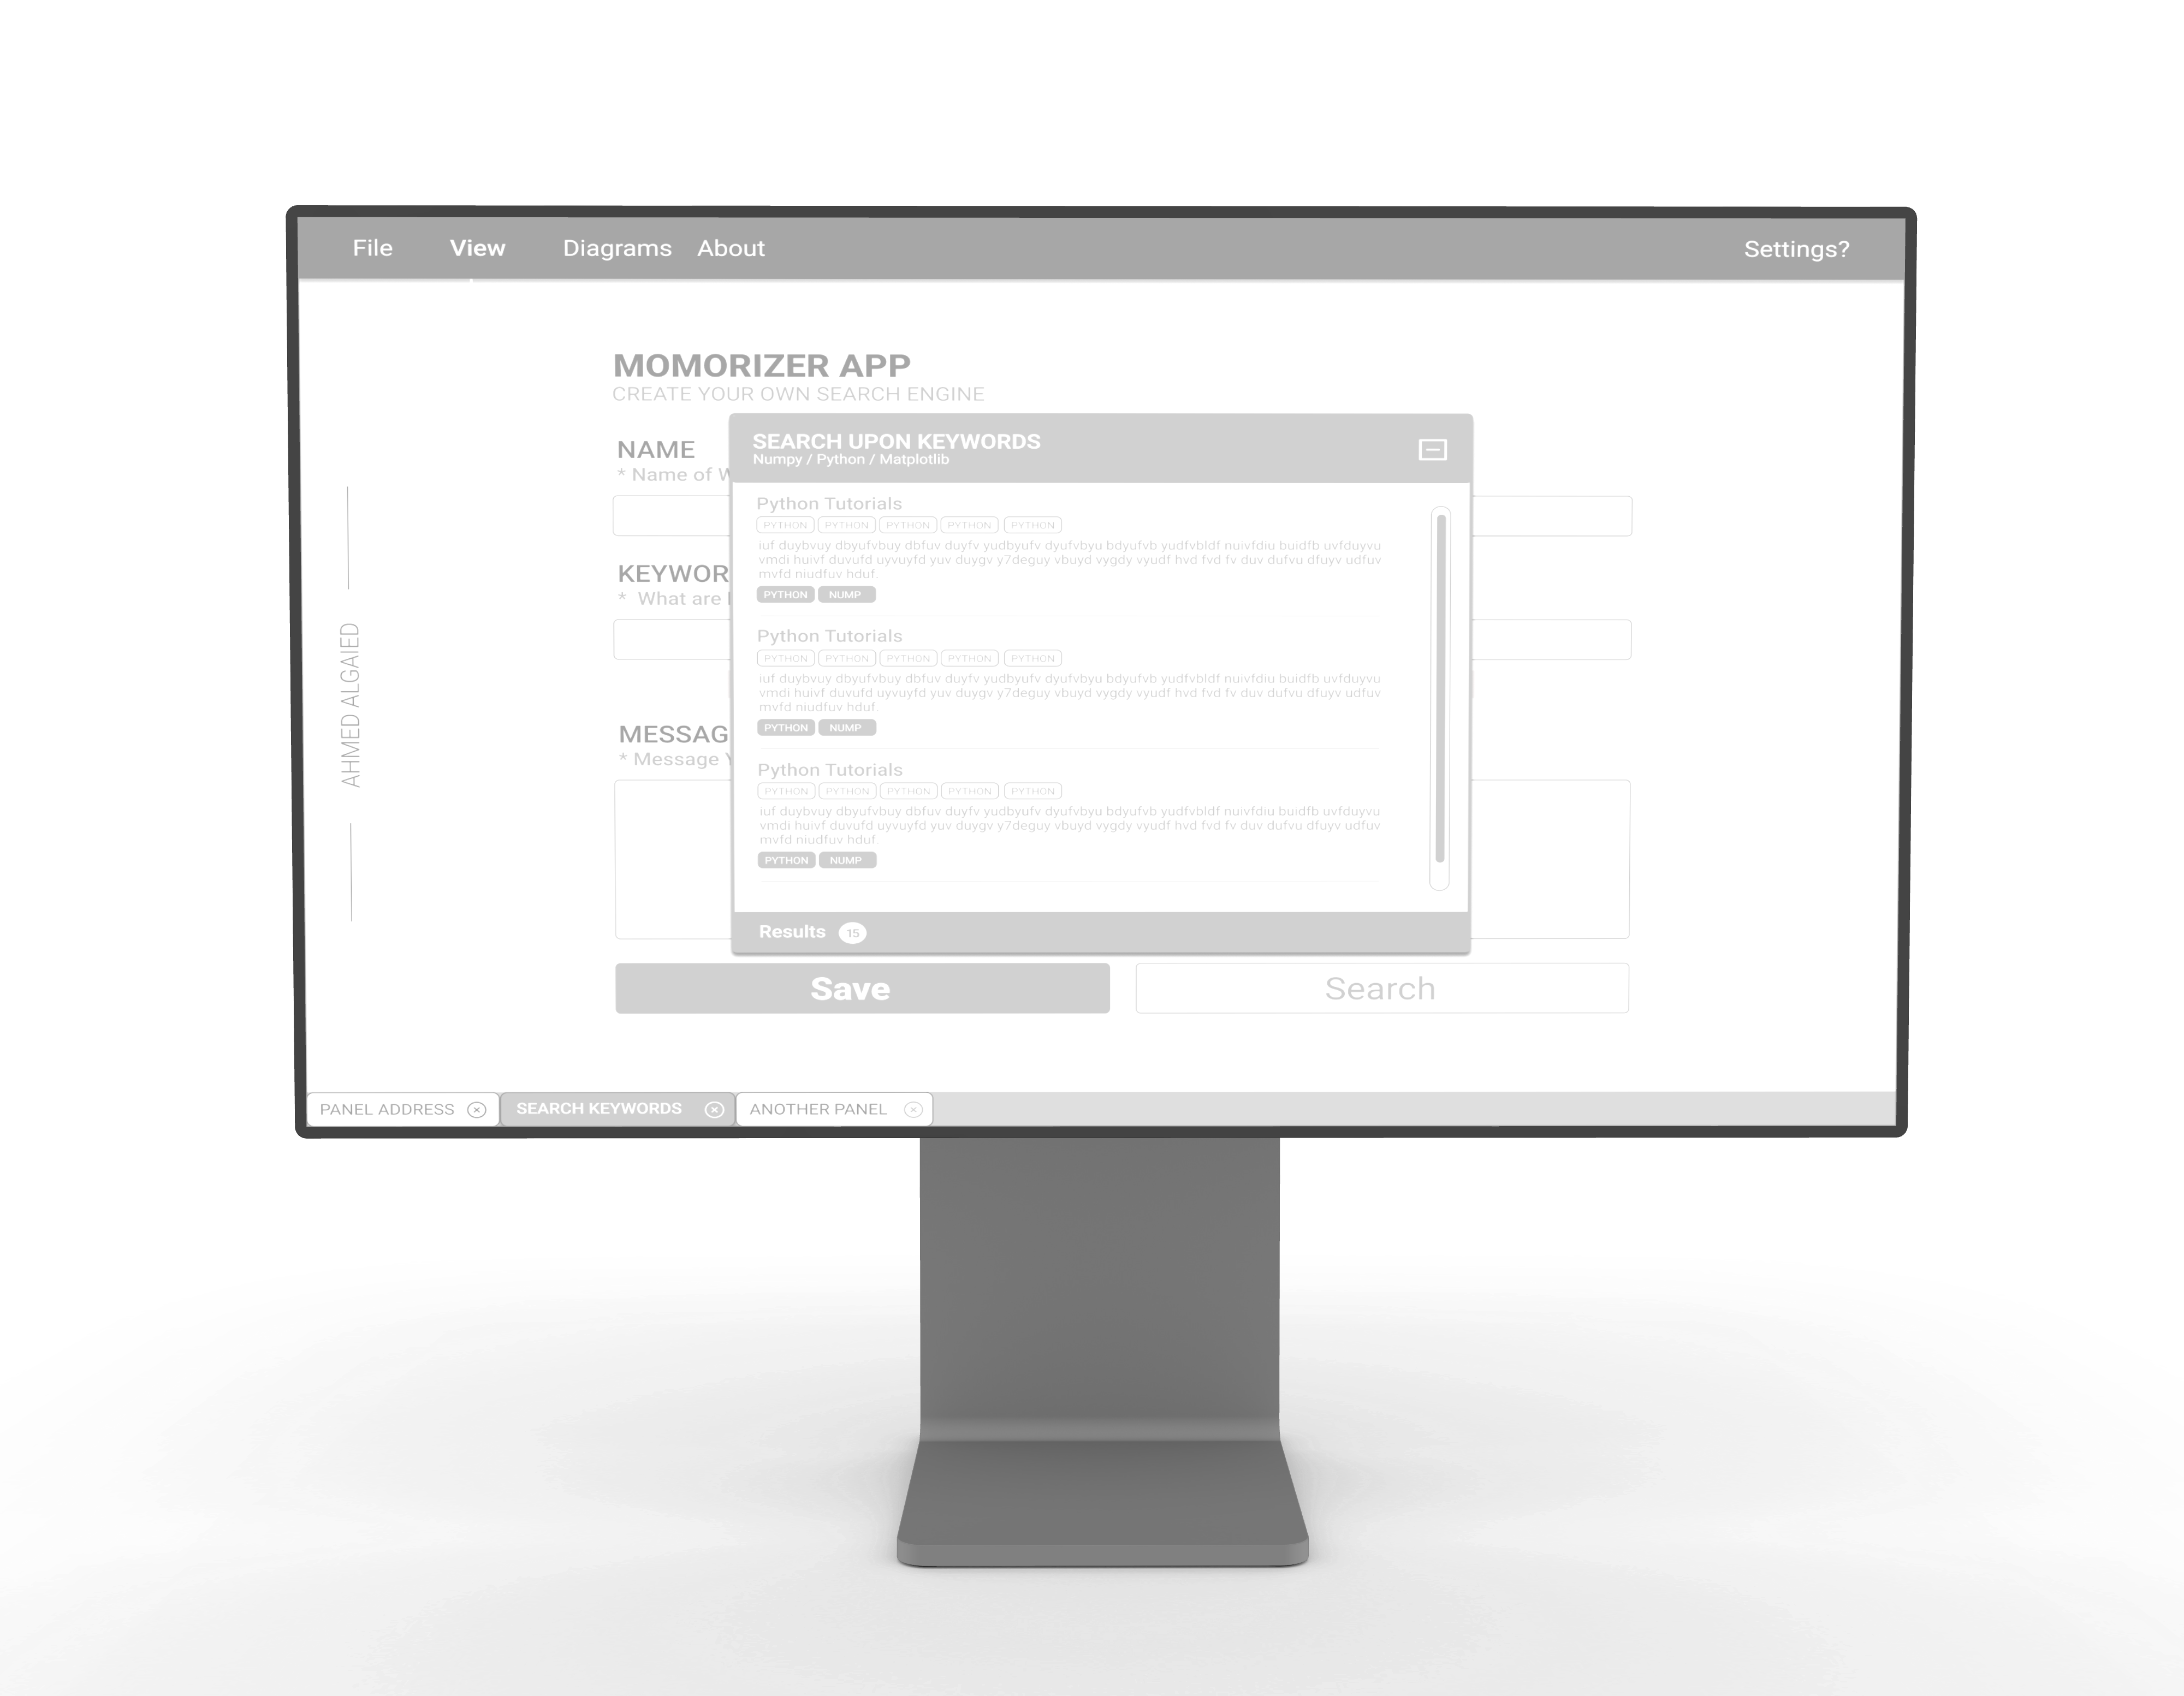 File View Diagrams About Settings?
MOMORIZER APP
CREATE YOUR OWN SEARCH ENGINE
NAME
* Name of W
KEYWOR
* What are
MESSAG
* Message Y
AHMED ALGAIED
SEARCH UPON KEYWORDS
Numpy / Python / Matplotlib
Python Tutorials
PYTHON PYTHON PYTHON PYTHON PYTHON
iuf duybvuy dbyufvbuy dbfuv duyfv yudbyufv dyufvbyu bdyufvb yudfvbldf nuivfdiu buidfb uvfduyvu
vmdi huivf duvufd uyvuyfd yuv duygv y7deguy vbuyd vygdy vyudf hvd fvd fv duv dufvu dfuyv udfuv
mvfd niudfuv hduf.
PYTHON NUMP
Python Tutorials
PYTHON PYTHON PYTHON PYTHON PYTHON
iuf duybvuy dbyufvbuy dbfuv duyfv yudbyufv dyufvbyu bdyufvb yudfvbldf nuivfdiu buidfb uvfduyvu
vmdi huivf duvufd uyvuyfd yuv duygv y7deguy vbuyd vygdy vyudf hvd fvd fv duv dufvu dfuyv udfuv
mvfd niudfuv hduf.
PYTHON NUMP
Python Tutorials
PYTHON PYTHON PYTHON PYTHON PYTHON
iuf duybvuy dbyufvbuy dbfuv duyfv yudbyufv dyufvbyu bdyufvb yudfvbldf nuivfdiu buidfb uvfduyvu
vmdi huivf duvufd uyvuyfd yuv duygv y7deguy vbuyd vygdy vyudf hvd fvd fv duv dufvu dfuyv udfuv
mvfd niudfuv hduf.
PYTHON NUMP
Results 15
Save Search
PANEL ADDRESS SEARCH KEYWORDS ANOTHER PANEL